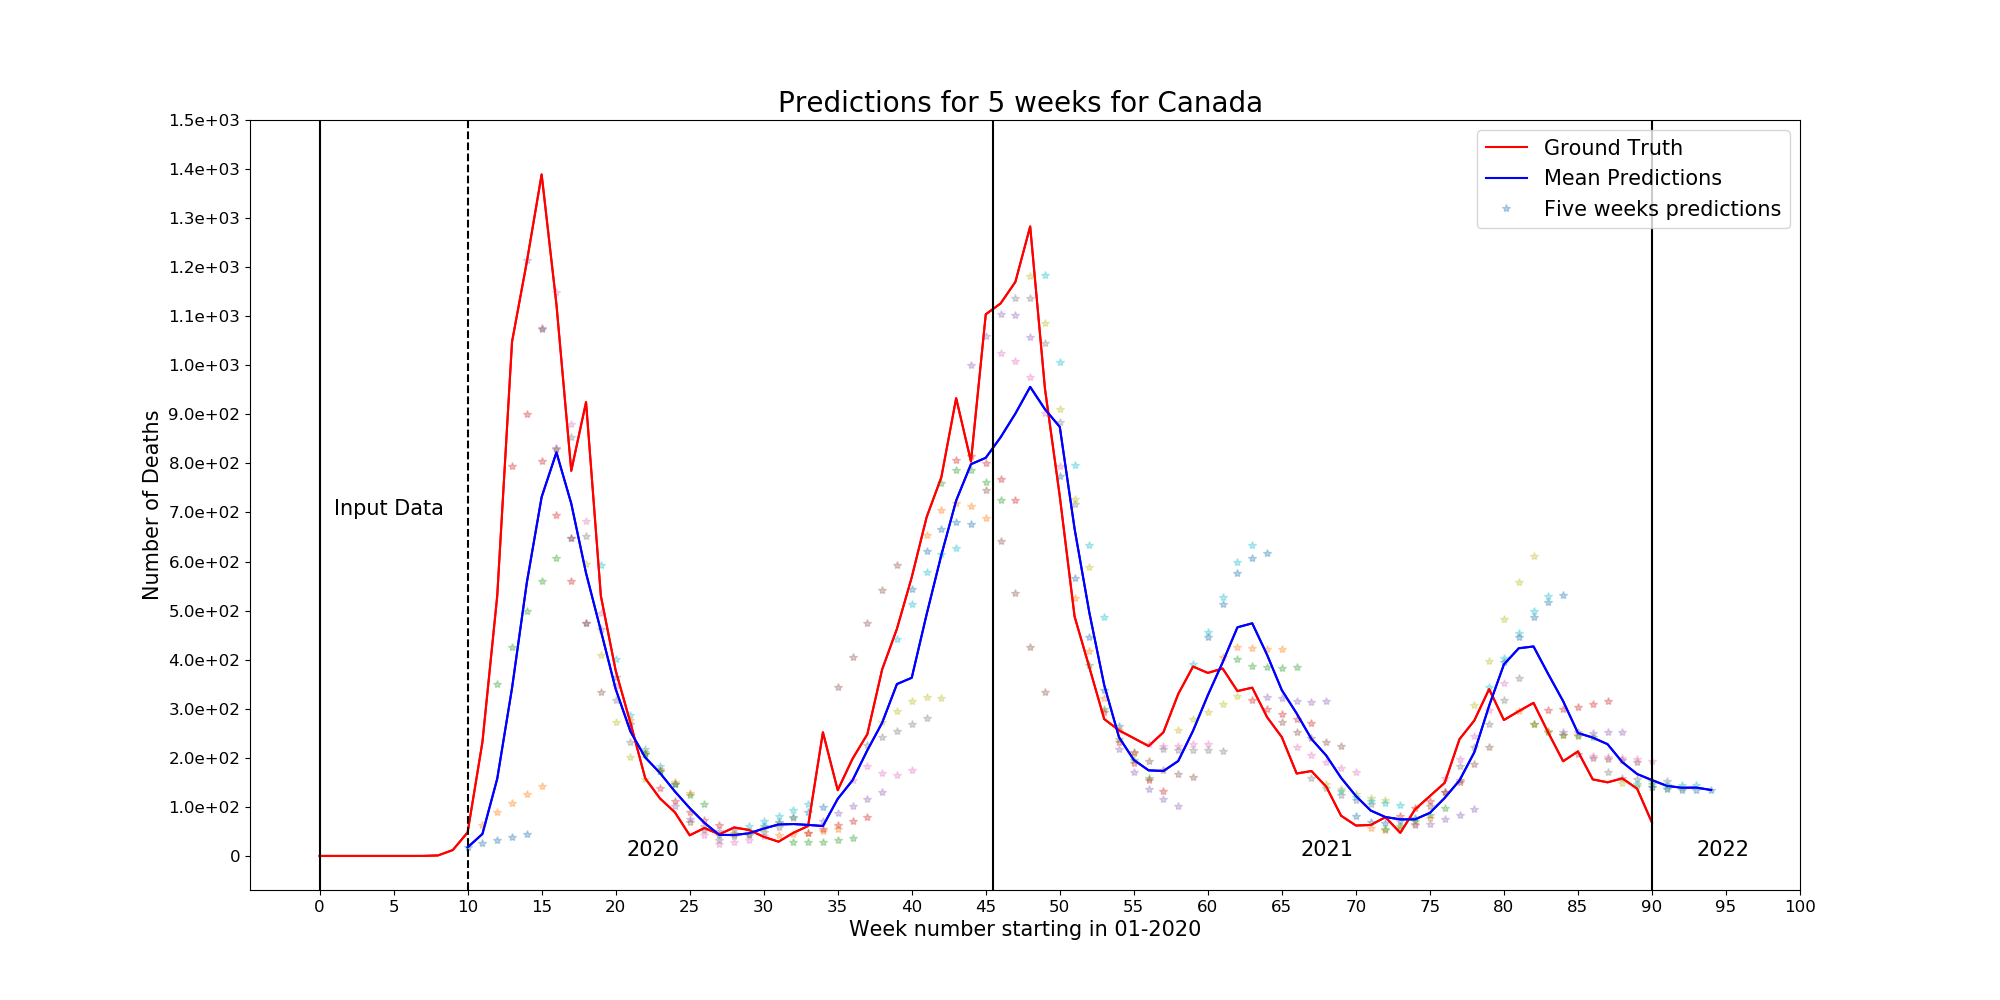 Predictions for 5 weeks for Canada
1.5e+03
1.4e+03
1.3e+03
1.2e+03
1.1e+03
1.0e+03
9.0e+02
8.0e+02
7.0e+02
6.0e+02
5.0e+02
4.0e+02
3.0e+02
2.0e+02
1.0e+02
0
Number of Deaths
Ground Truth
Mean Predictions
Five weeks predictions
Input Data
2020
2021
2022
0 5 10 15 20 25 30 35 40 45 50 55 60 65 70 75 80 85 90 95 100
Week number starting in 01-2020